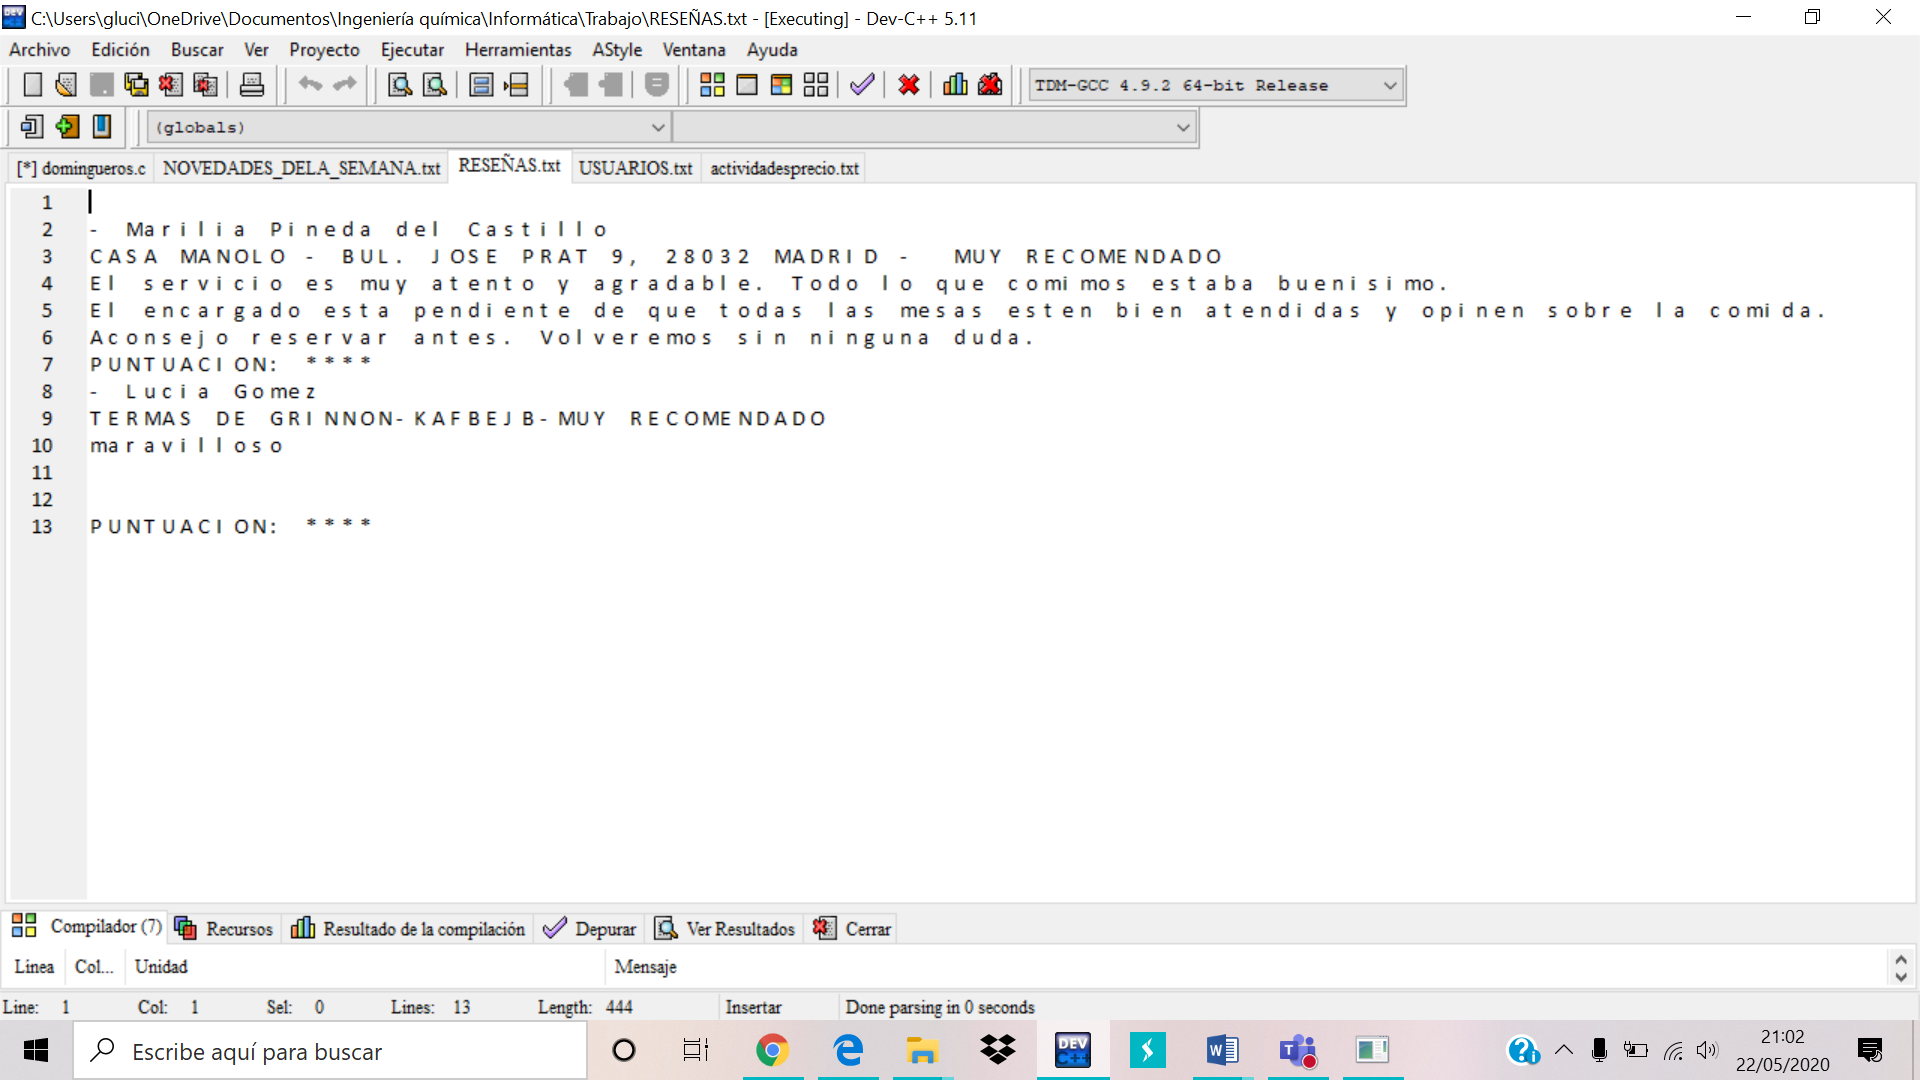 C:\Users\gluci\OneDrive\Documentos\Ingeniería química\Informática\Trabajo\RESEÑAS.txt - [Executing] - Dev-C++ 5.11
Archivo Edición Buscar Ver Proyecto Ejecutar Herramientas AStyle Ventana Ayuda
TDM-GCC 4.9.2 64-bit Release
(globals)
[*] domingueros.c NOVEDADES_DELA_SEMANA.txt RESEÑAS.txt USUARIOS.txt actividadesprecio.txt
1
2 - Marilia Pineda del Castillo
3 CASA MANOLO - BUL. JOSE PRAT 9, 28032 MADRID - MUY RECOMENDADO
4 El servicio es muy atento y agradable. Todo lo que comimos estaba buenisimo.
5 El encargado esta pendiente de que todas las mesas esten bien atendidas y opinen sobre la comida.
6 Aconsejo reservar antes. Volveremos sin ninguna duda.
7 PUNTUACION: ****
8 - Lucia Gomez
9 TERMAS DE GRINNON-KAFBEJB-MUY RECOMENDADO
10 maravilloso
11
12
13 PUNTUACION: ****
Compilador (7) Recursos Resultado de la compilación Depurar Ver Resultados Cerrar
Línea Col... Unidad Mensaje
Line: 1 Col: 1 Sel: 0 Lines: 13 Length: 444 Insertar Done parsing in 0 seconds
Escribe aquí para buscar
DEV C++
21:02
22/05/2020